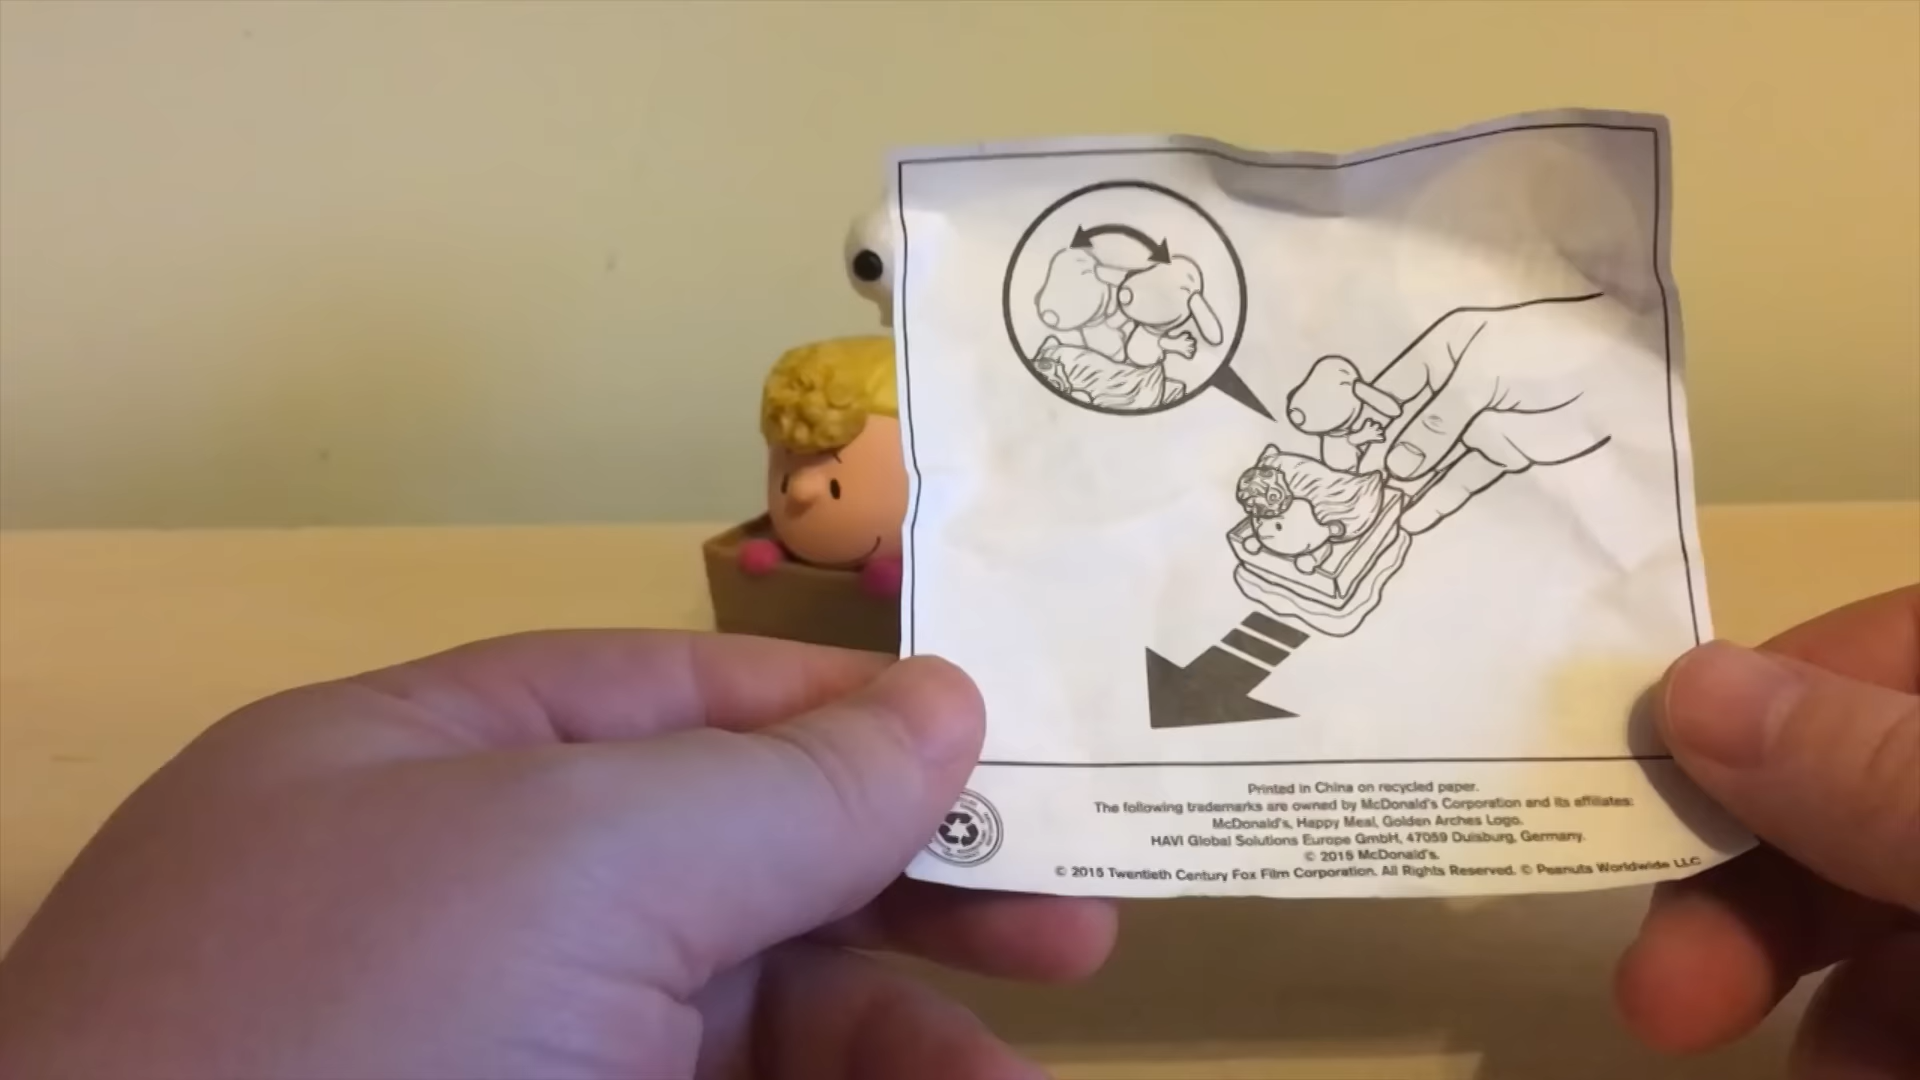 Printed in China on recycled paper.
The following trademarks are owned by McDonald's Corporation and its affiliates:
McDonald's, Happy Meal, Golden Arches Logo.
HAVI Global Solutions Europe GmbH, 47059 Duisburg, Germany.
© 2015 McDonald's.
© 2015 Twentieth Century Fox Film Corporation. All Rights Reserved. © Peanuts Worldwide LLC